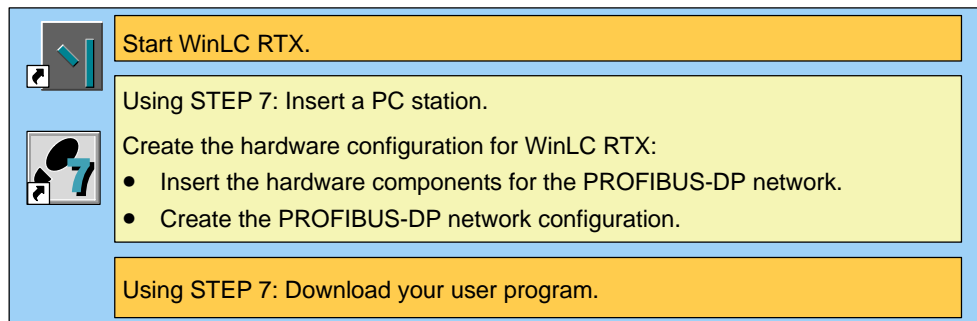 Start WinLC RTX.
Using STEP 7: Insert a PC station.
Create the hardware configuration for WinLC RTX:
• Insert the hardware components for the PROFIBUS-DP network.
• Create the PROFIBUS-DP network configuration.
7
Using STEP 7: Download your user program.